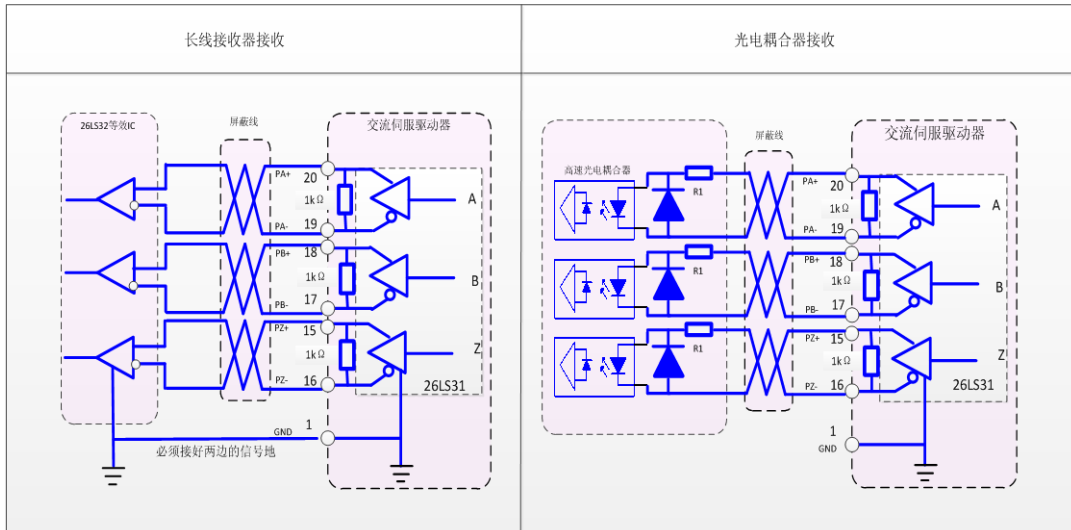 长线接收器接收
光电耦合器接收
26LS32等效IC
屏蔽线
交流伺服驱动器
PA+
20
1kΩ
19
PA-
A
PB+
18
1kΩ
17
PB-
B
PZ+
15
1kΩ
16
PZ-
Z
26LS31
GND
1
必须接好两边的信号地
高速光电耦合器
屏蔽线
交流伺服驱动器
R1
PA+
20
1kΩ
19
PA-
A
R1
PB+
18
1kΩ
17
PB-
B
R1
PZ+
15
1kΩ
16
PZ-
Z
26LS31
1
GND